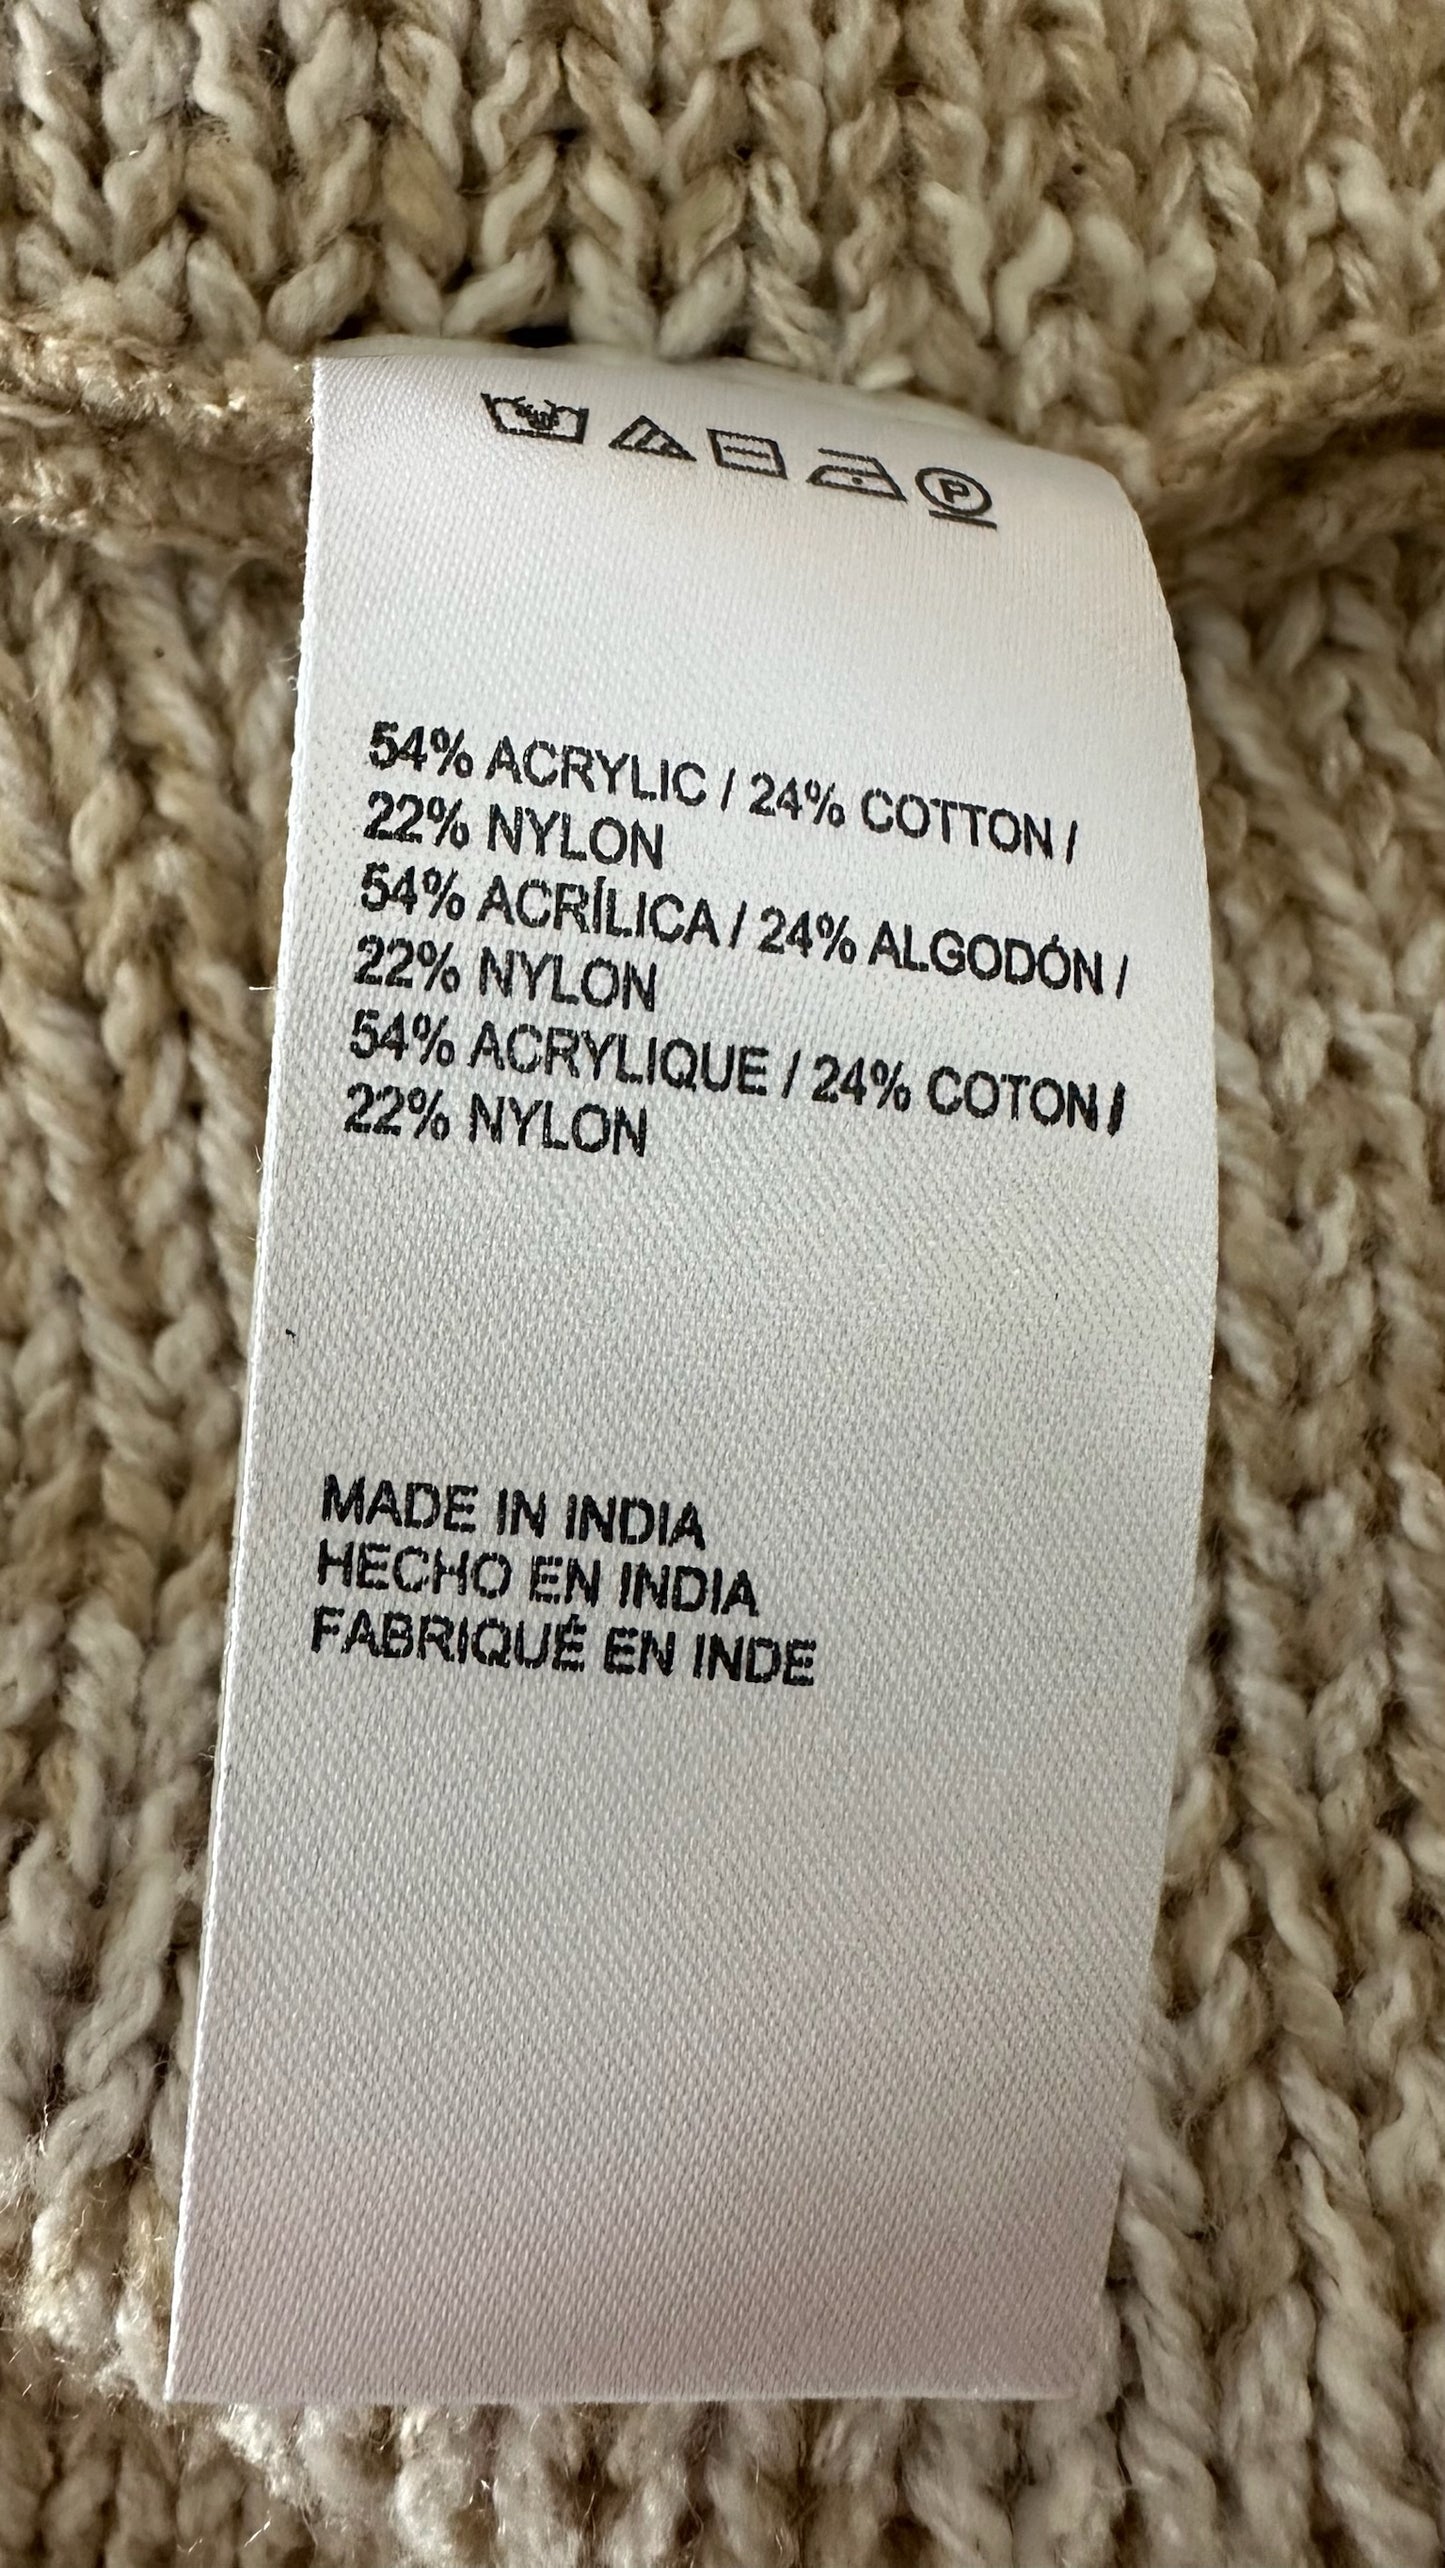 P
54% ACRYLIC / 24% COTTON /
22% NYLON
54% ACRÍLICA / 24% ALGODÓN /
22% NYLON
54% ACRYLIQUE / 24% COTON /
22% NYLON
MADE IN INDIA
HECHO EN INDIA
FABRIQUÉ EN INDE